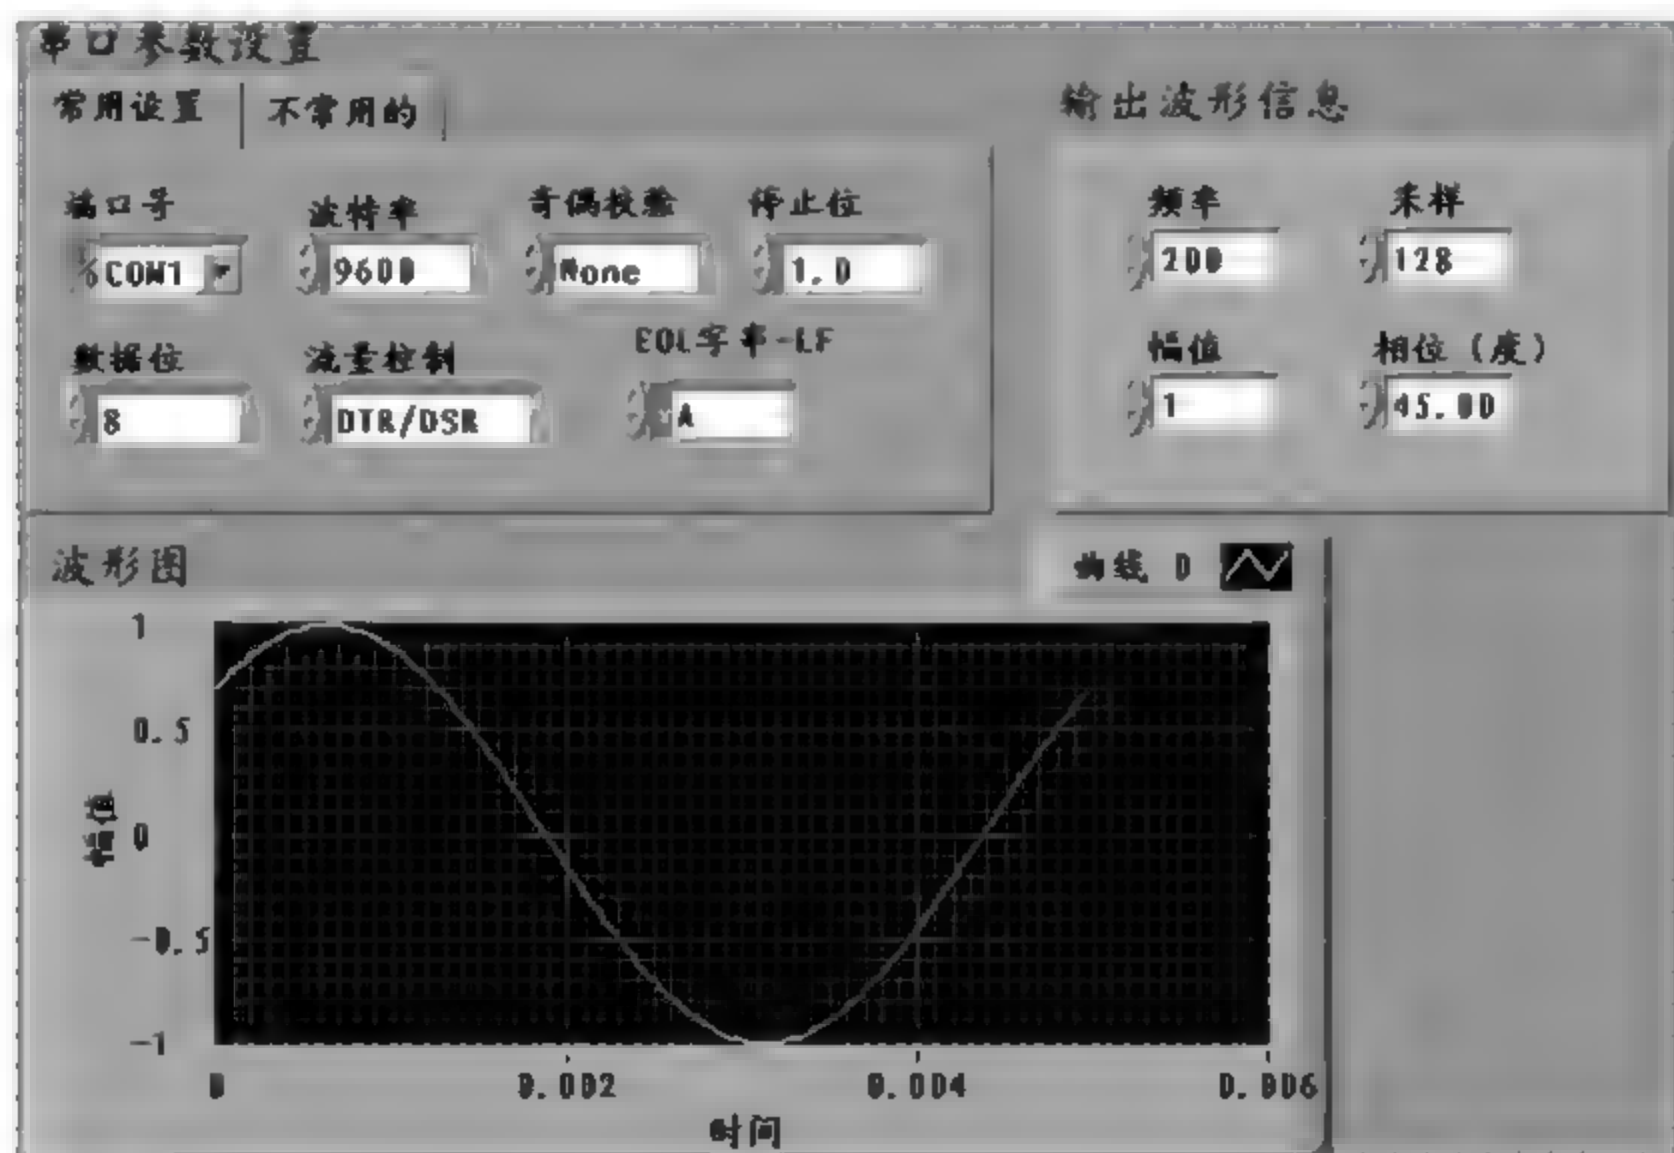 串口参数设置
常用设置 不常用的
端口号 波特率 奇偶校验 停止位
COM1 9600 None 1.0
数据位 流量控制 EOL字串-LF
8 DTR/DSR xA
输出波形信息
频率 采样
200 128
幅值 相位（度）
1 45.00
波形图
曲线 0
1
0.5
0
-0.5
-1
幅值
0 0.002 0.004 0.006
时间